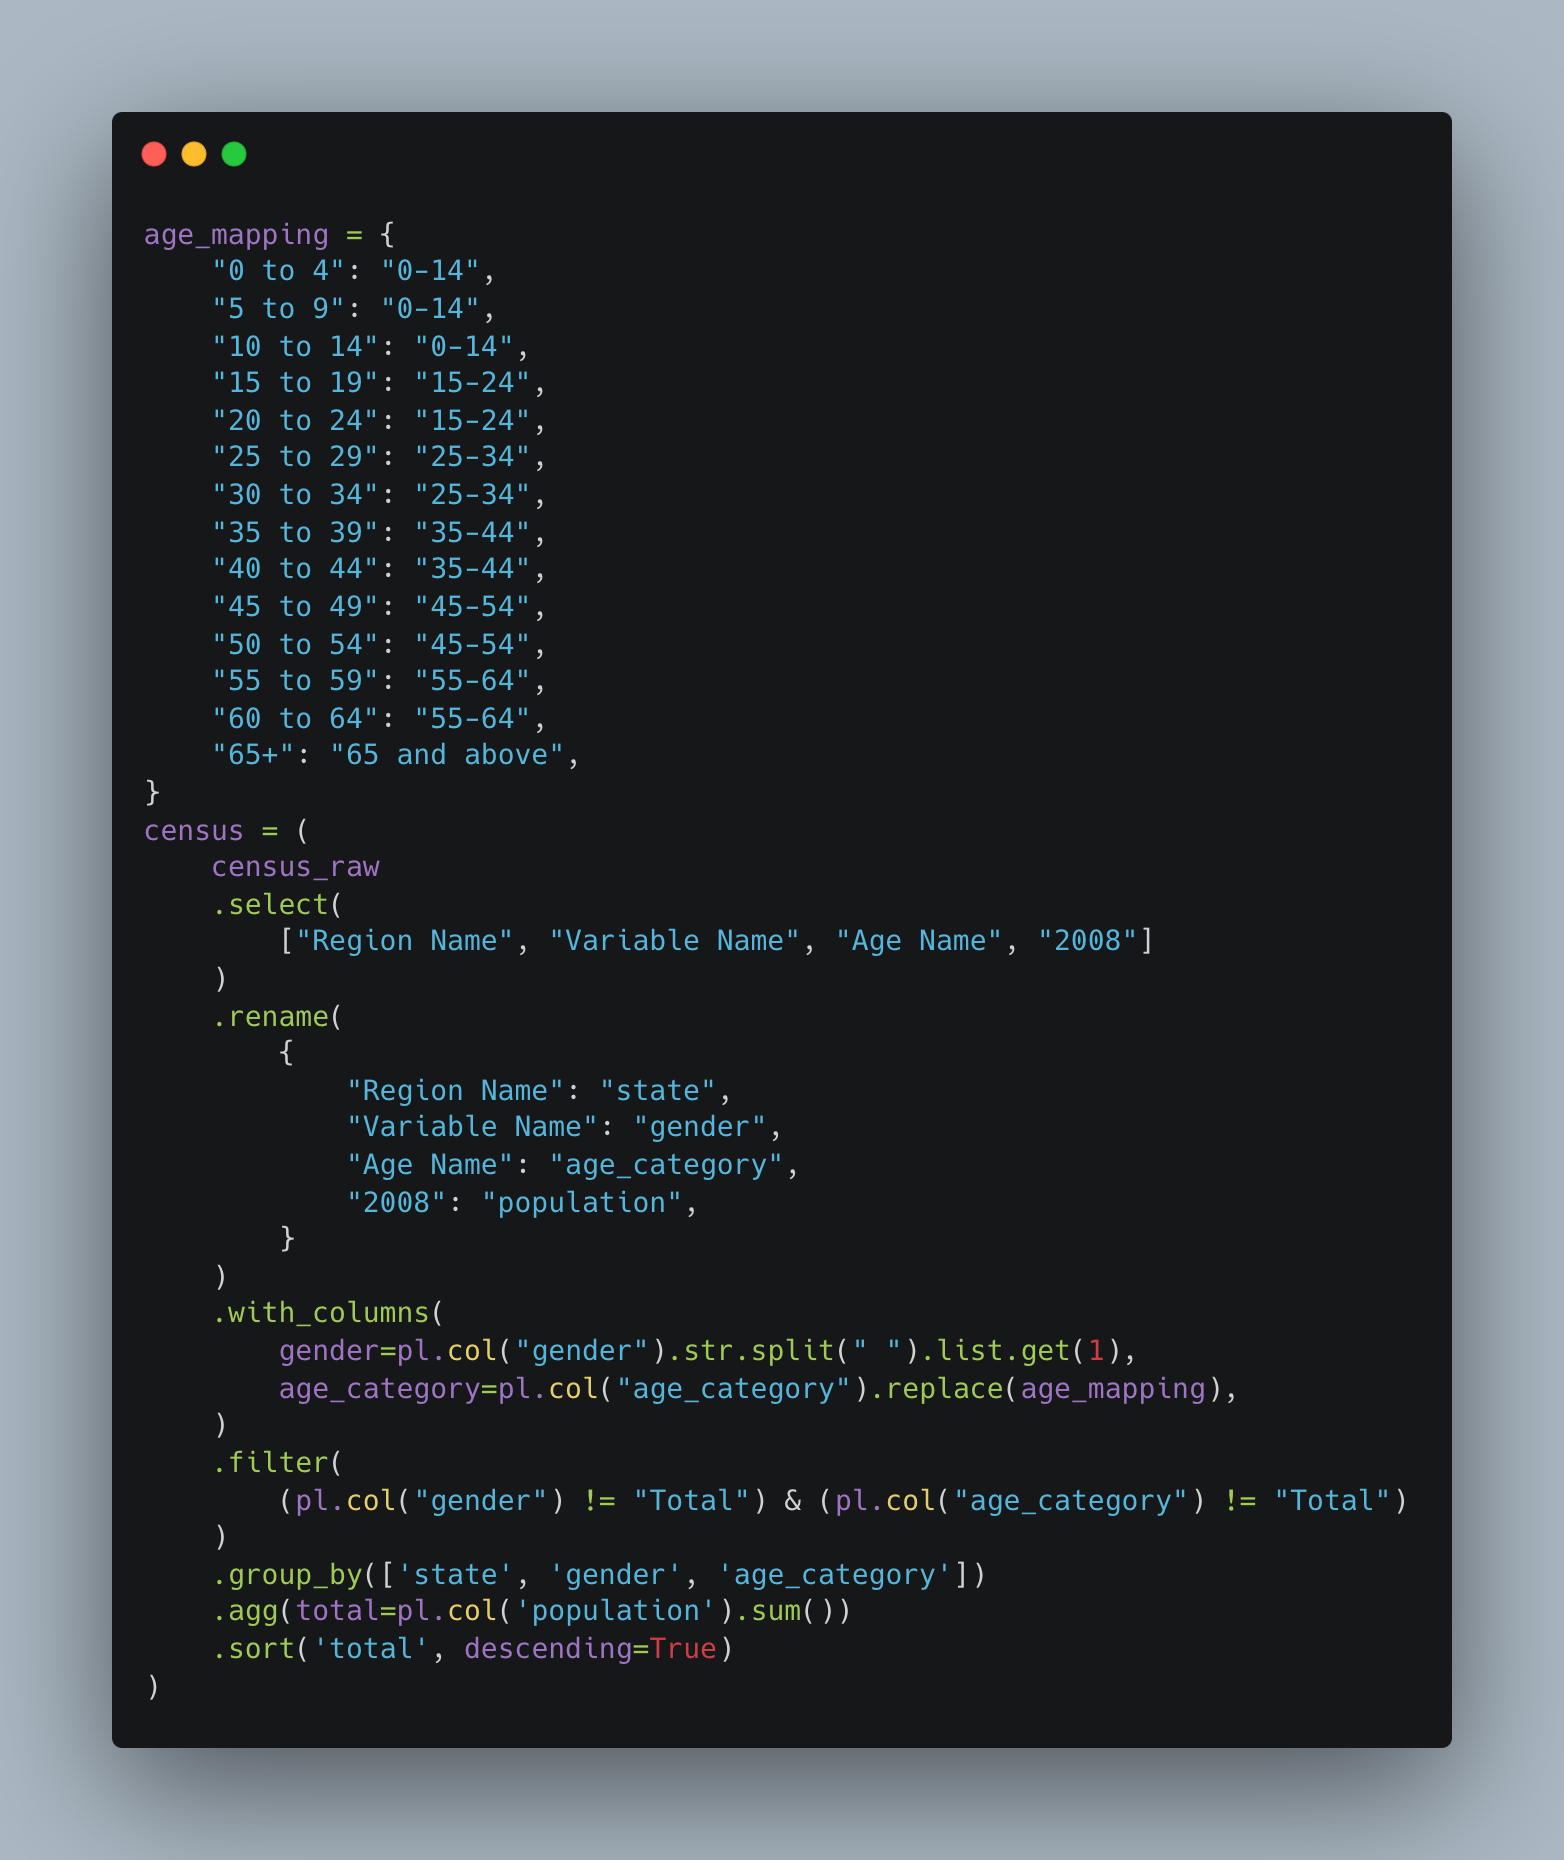 age_mapping = {
    "0 to 4": "0-14",
    "5 to 9": "0-14",
    "10 to 14": "0-14",
    "15 to 19": "15-24",
    "20 to 24": "15-24",
    "25 to 29": "25-34",
    "30 to 34": "25-34",
    "35 to 39": "35-44",
    "40 to 44": "35-44",
    "45 to 49": "45-54",
    "50 to 54": "45-54",
    "55 to 59": "55-64",
    "60 to 64": "55-64",
    "65+": "65 and above",
}
census = (
    census_raw
    .select(
        ["Region Name", "Variable Name", "Age Name", "2008"]
    )
    .rename(
        {
            "Region Name": "state",
            "Variable Name": "gender",
            "Age Name": "age_category",
            "2008": "population",
        }
    )
    .with_columns(
        gender=pl.col("gender").str.split(" ").list.get(1),
        age_category=pl.col("age_category").replace(age_mapping),
    )
    .filter(
        (pl.col("gender") != "Total") & (pl.col("age_category") != "Total")
    )
    .group_by(['state', 'gender', 'age_category'])
    .agg(total=pl.col('population').sum())
    .sort('total', descending=True)
)